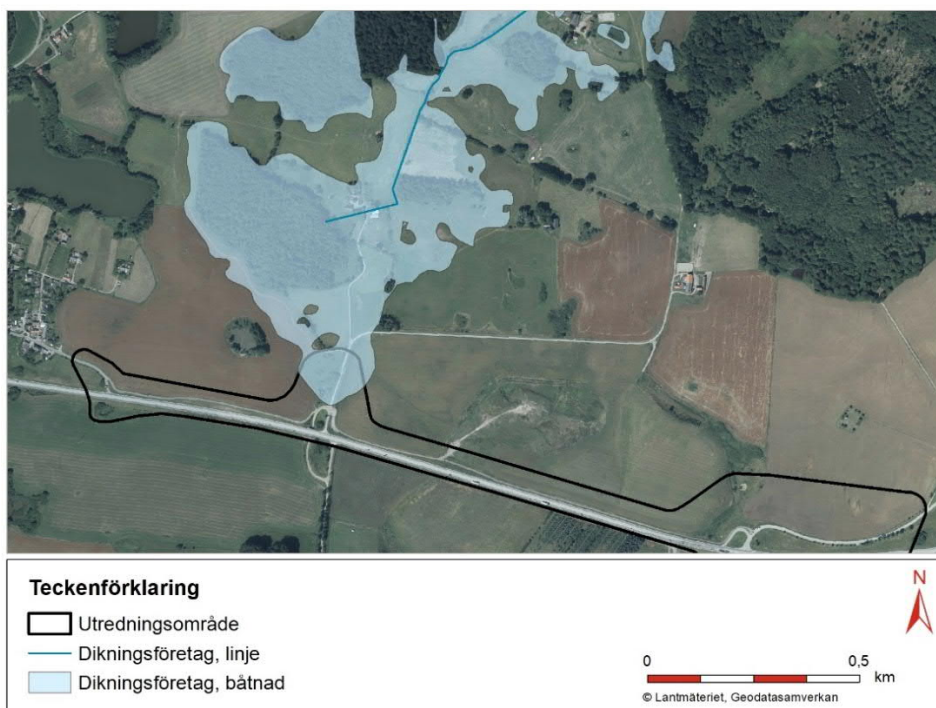 Teckenförklaring
Utredningsområde
Dikningsföretag, linje
Dikningsföretag, båtnad
N
0 0,5
km
© Lantmäteriet, Geodatasamverkan